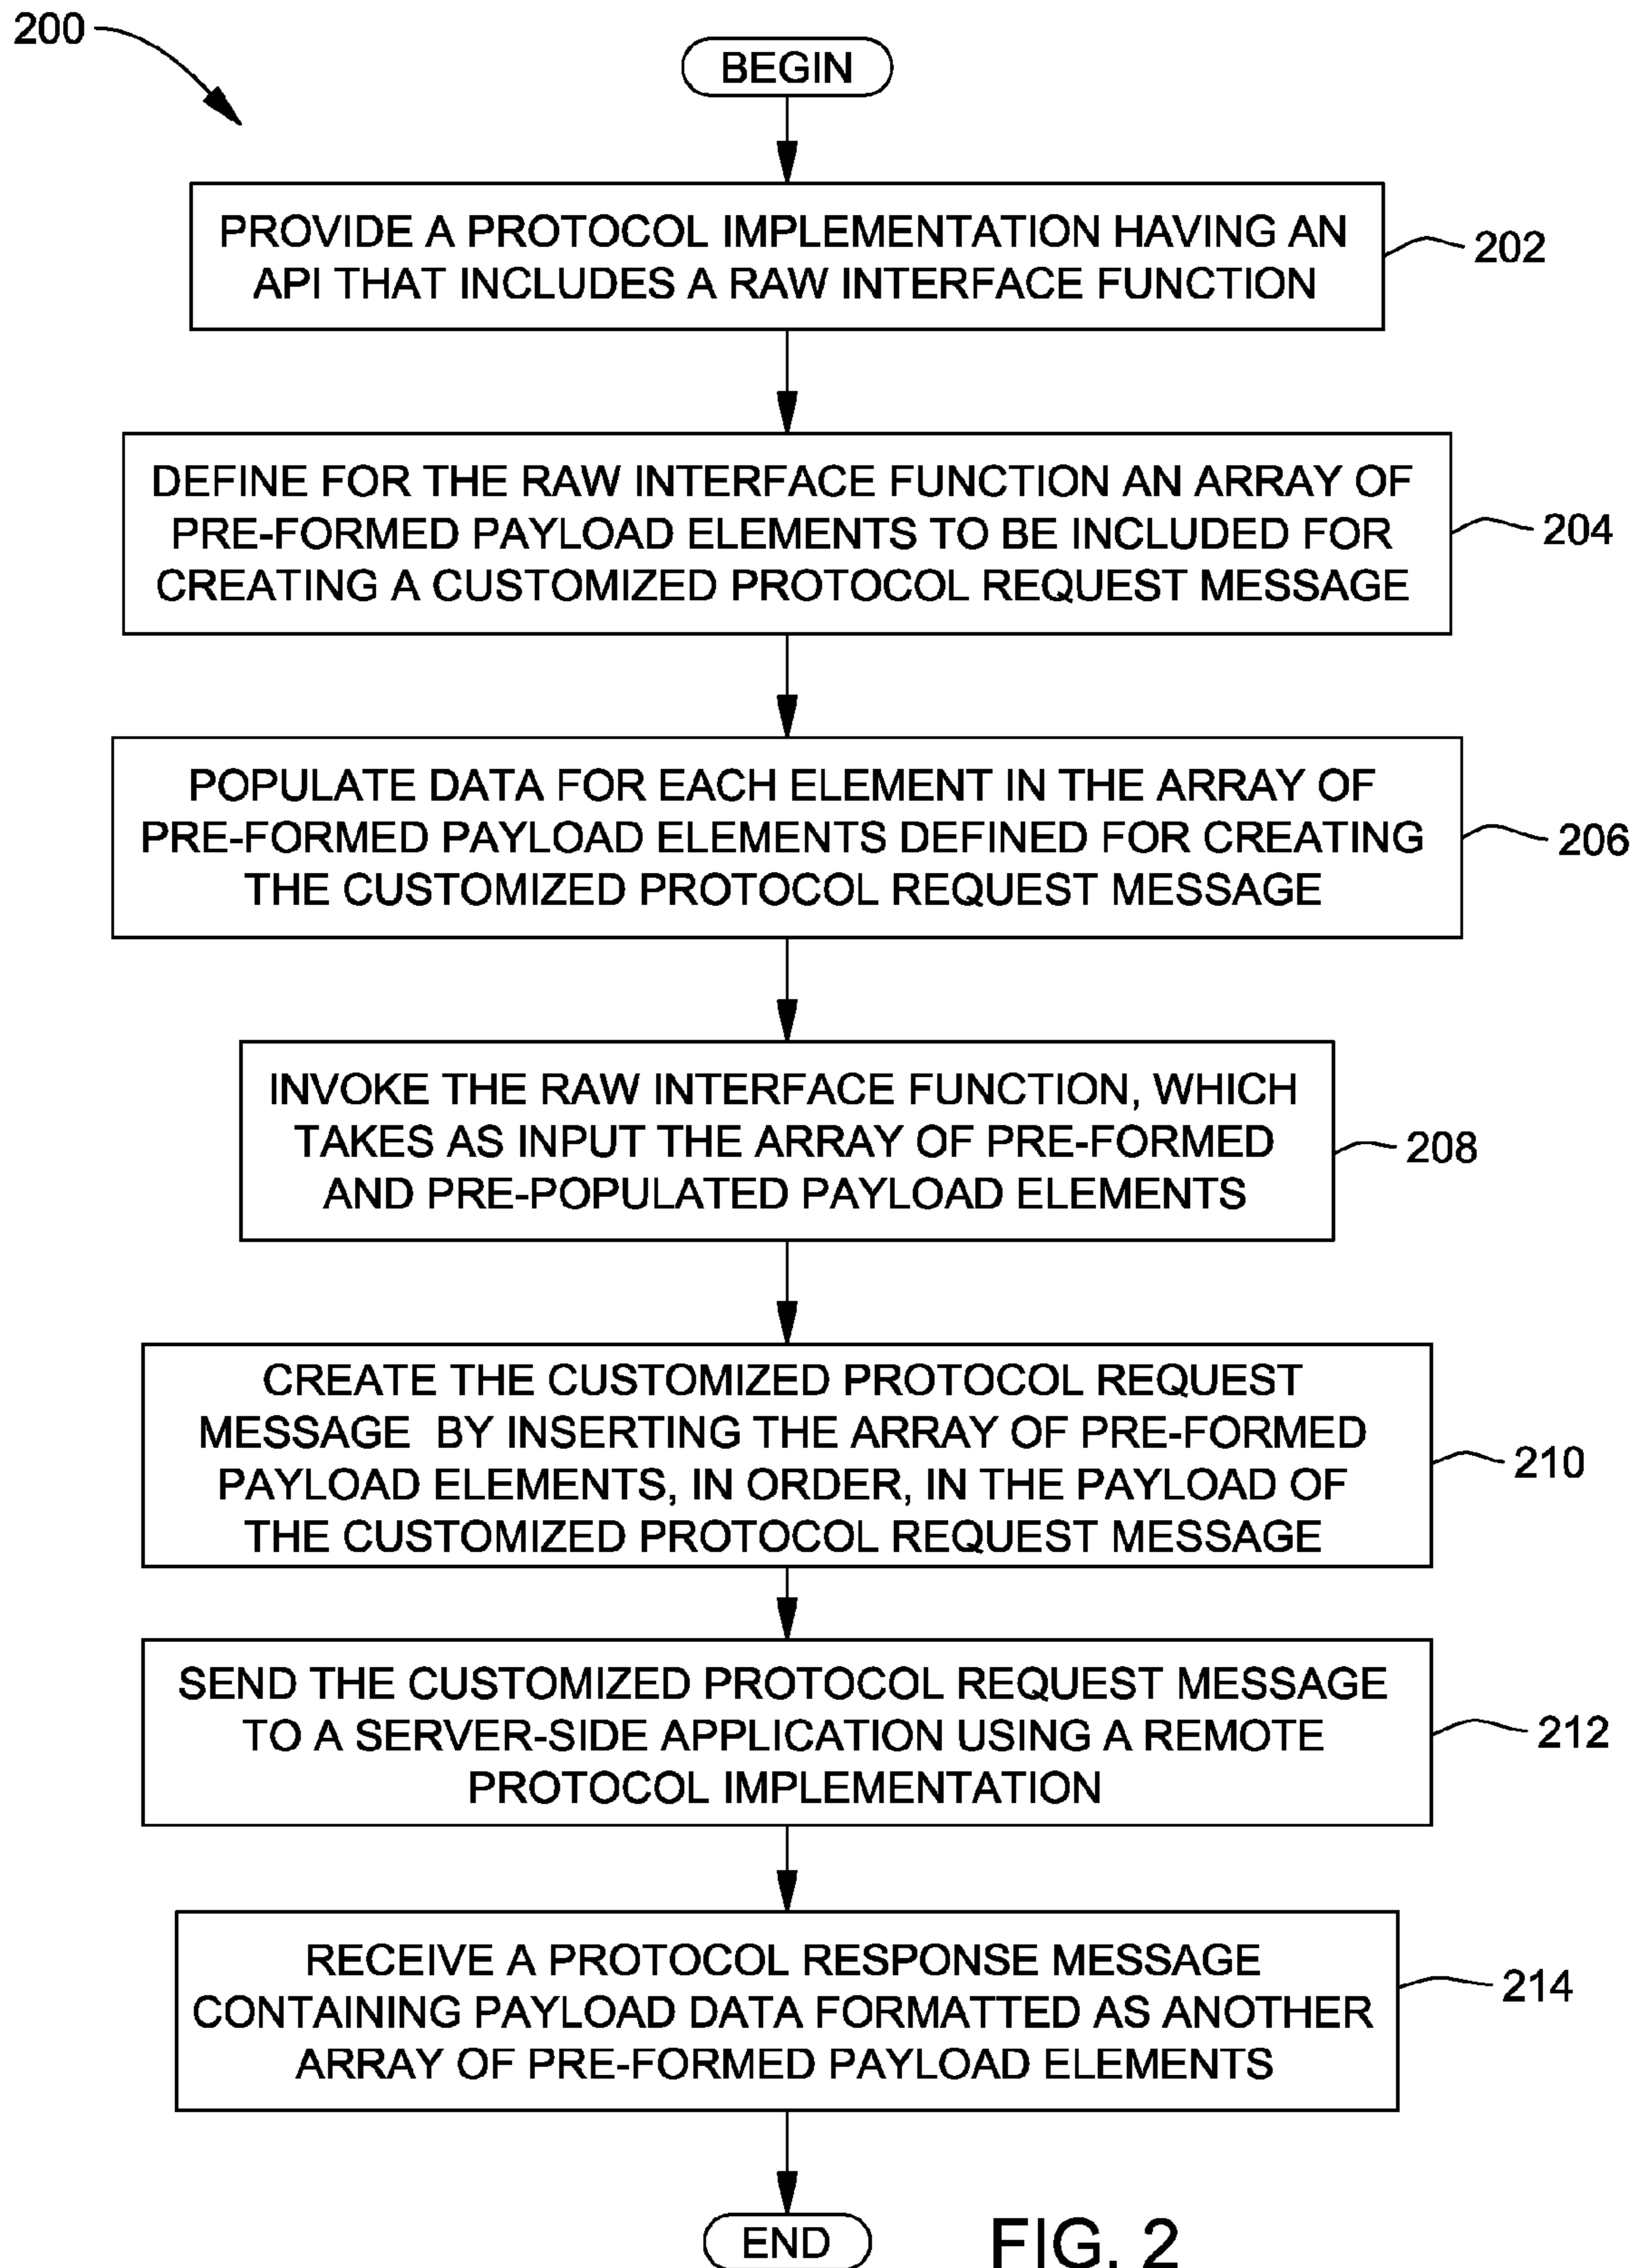 200
BEGIN
PROVIDE A PROTOCOL IMPLEMENTATION HAVING AN
API THAT INCLUDES A RAW INTERFACE FUNCTION
202
DEFINE FOR THE RAW INTERFACE FUNCTION AN ARRAY OF
PRE-FORMED PAYLOAD ELEMENTS TO BE INCLUDED FOR
CREATING A CUSTOMIZED PROTOCOL REQUEST MESSAGE
204
POPULATE DATA FOR EACH ELEMENT IN THE ARRAY OF
PRE-FORMED PAYLOAD ELEMENTS DEFINED FOR CREATING
THE CUSTOMIZED PROTOCOL REQUEST MESSAGE
206
INVOKE THE RAW INTERFACE FUNCTION, WHICH
TAKES AS INPUT THE ARRAY OF PRE-FORMED
AND PRE-POPULATED PAYLOAD ELEMENTS
208
CREATE THE CUSTOMIZED PROTOCOL REQUEST
MESSAGE BY INSERTING THE ARRAY OF PRE-FORMED
PAYLOAD ELEMENTS, IN ORDER, IN THE PAYLOAD OF
THE CUSTOMIZED PROTOCOL REQUEST MESSAGE
210
SEND THE CUSTOMIZED PROTOCOL REQUEST MESSAGE
TO A SERVER-SIDE APPLICATION USING A REMOTE
PROTOCOL IMPLEMENTATION
212
RECEIVE A PROTOCOL RESPONSE MESSAGE
CONTAINING PAYLOAD DATA FORMATTED AS ANOTHER
ARRAY OF PRE-FORMED PAYLOAD ELEMENTS
214
END
FIG. 2